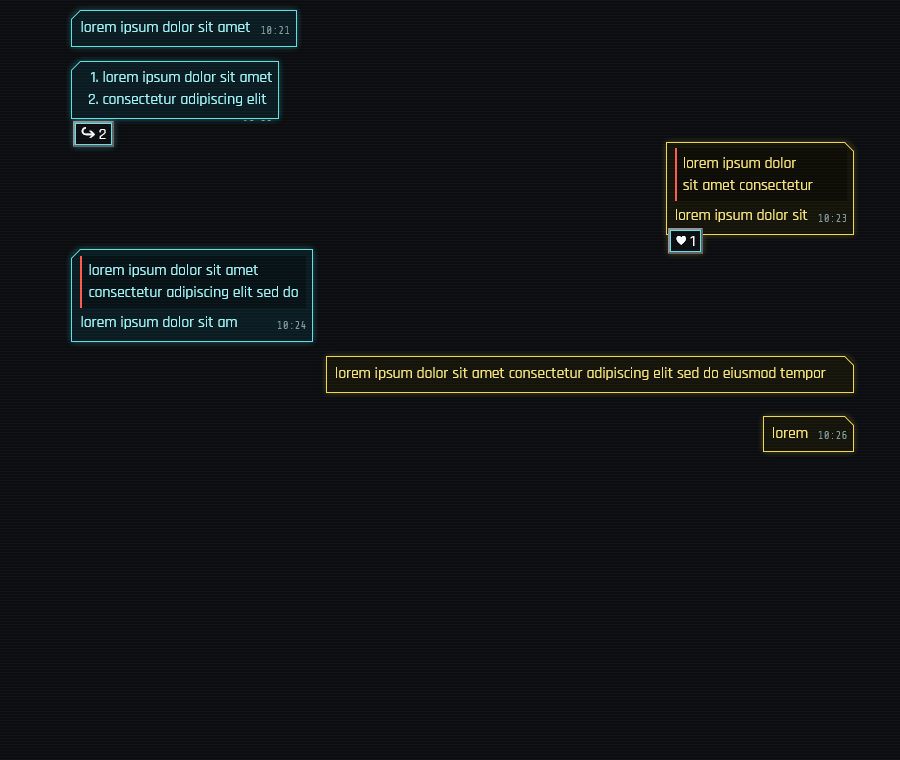 lorem ipsum dolor sit amet 10:21
1. lorem ipsum dolor sit amet
2. consectetur adipiscing elit
2
lorem ipsum dolor
sit amet consectetur
lorem ipsum dolor sit 10:23
1
lorem ipsum dolor sit amet
consectetur adipiscing elit sed do
lorem ipsum dolor sit am 10:24
lorem ipsum dolor sit amet consectetur adipiscing elit sed do eiusmod tempor
lorem 10:26